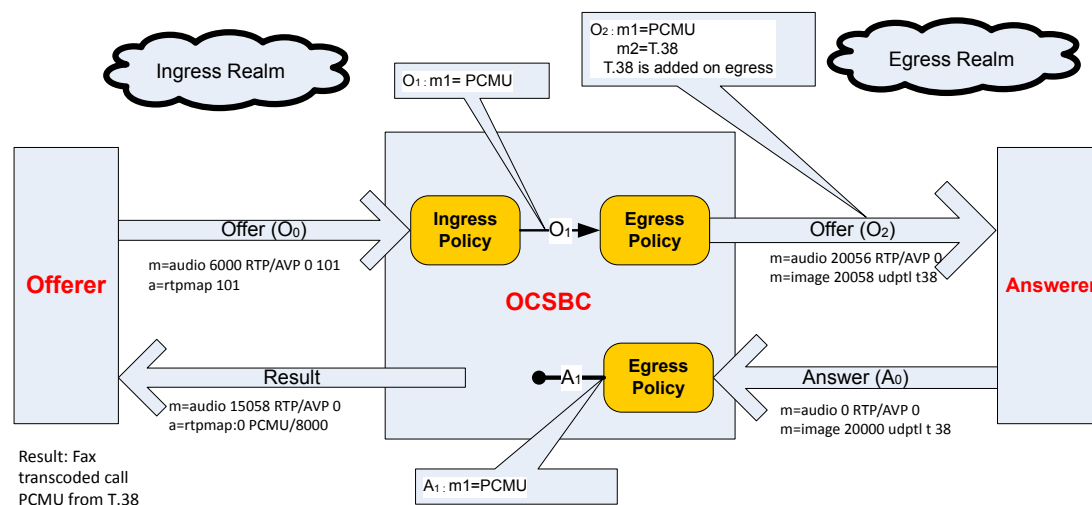 Ingress Realm
O1 : m1= PCMU
O2 : m1=PCMU
m2=T.38
T.38 is added on egress
Egress Realm
Offerer
Offer (O0)
m=audio 6000 RTP/AVP 0 101
a=rtpmap 101
Ingress
Policy
O1
Egress
Policy
Offer (O2)
m=audio 20056 RTP/AVP 0
m=image 20058 udptl t38
Answerer
OCSBC
Result
m=audio 15058 RTP/AVP 0
a=rtpmap:0 PCMU/8000
A1
Egress
Policy
Answer (A0)
m=audio 0 RTP/AVP 0
m=image 20000 udptl t 38
Result: Fax
transcoded call
PCMU from T.38
A1 : m1=PCMU